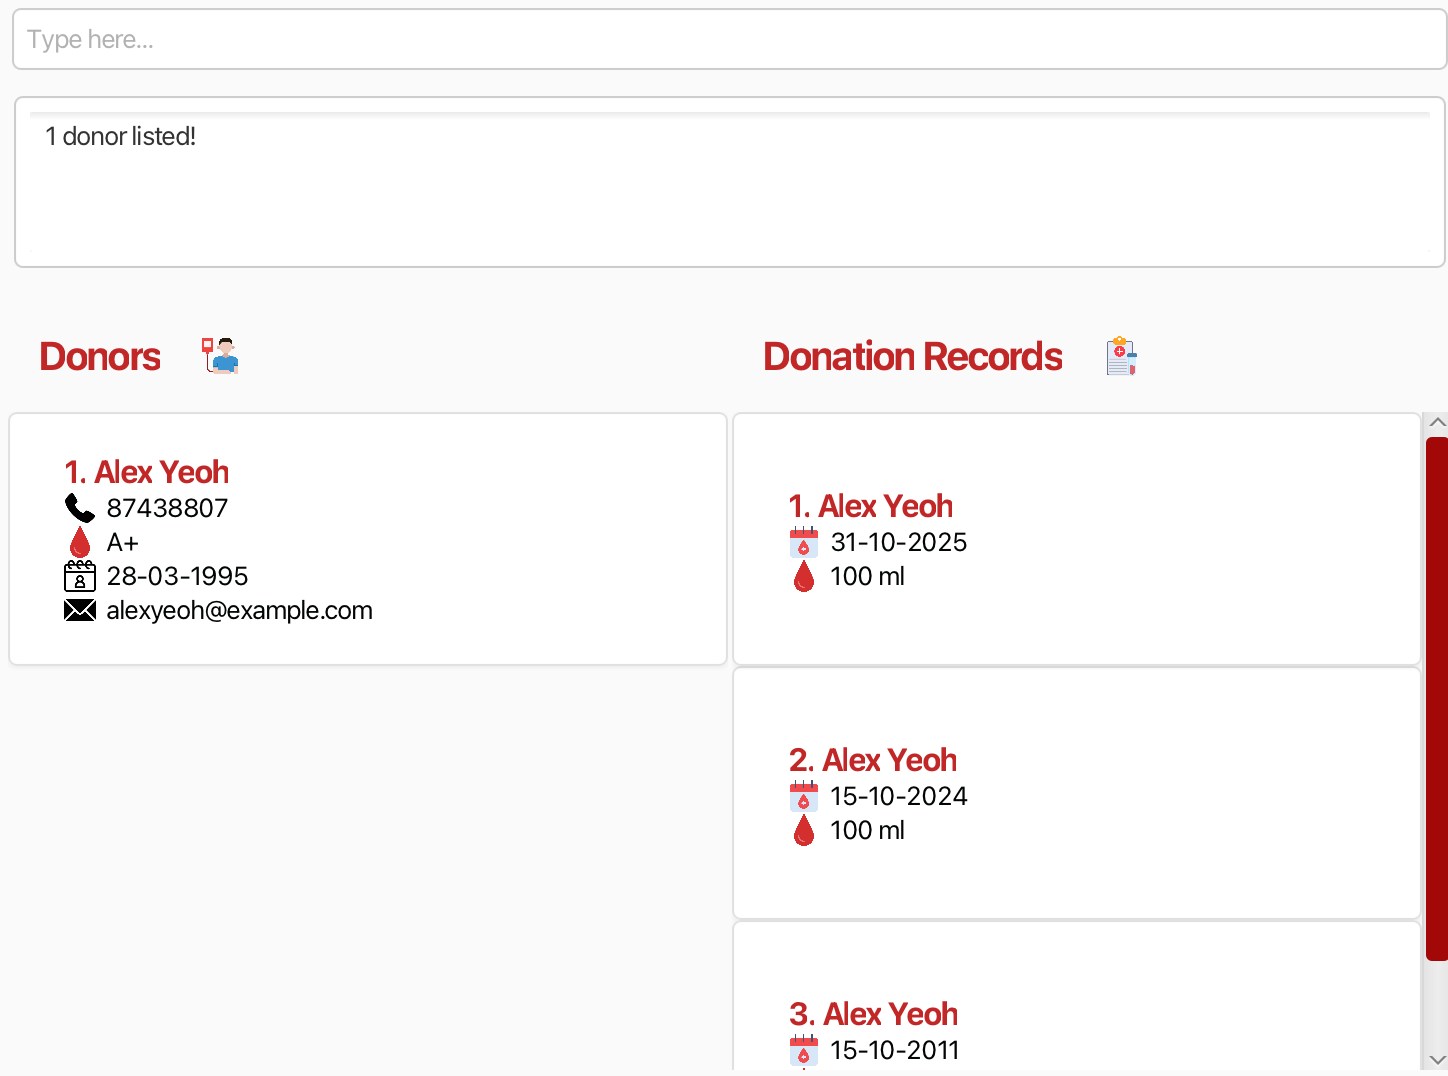 Type here...
1 donor listed!
Donors
1. Alex Yeoh
87438807
A+
28-03-1995
alexyeoh@example.com
Donation Records
1. Alex Yeoh
31-10-2025
100 ml
2. Alex Yeoh
15-10-2024
100 ml
3. Alex Yeoh
15-10-2011